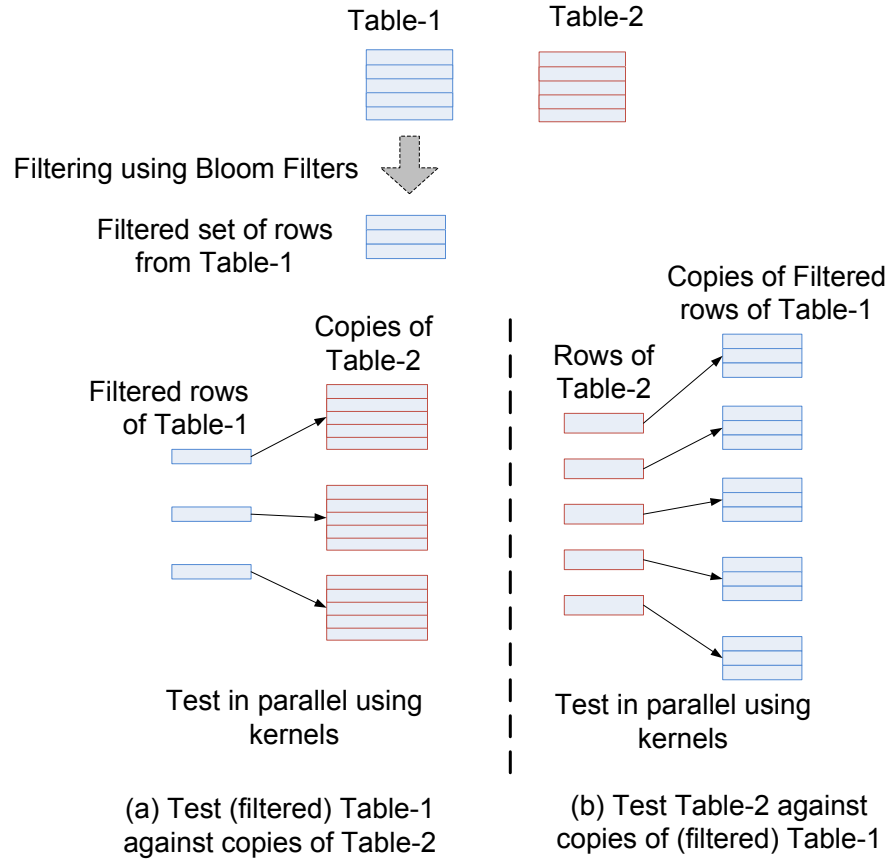 Table-1
Table-2
Filtering using Bloom Filters
Filtered set of rows
from Table-1
Filtered rows
of Table-1
Copies of
Table-2
Test in parallel using
kernels
(a) Test (filtered) Table-1
against copies of Table-2
Rows of
Table-2
Copies of Filtered
rows of Table-1
Test in parallel using
kernels
(b) Test Table-2 against
copies of (filtered) Table-1